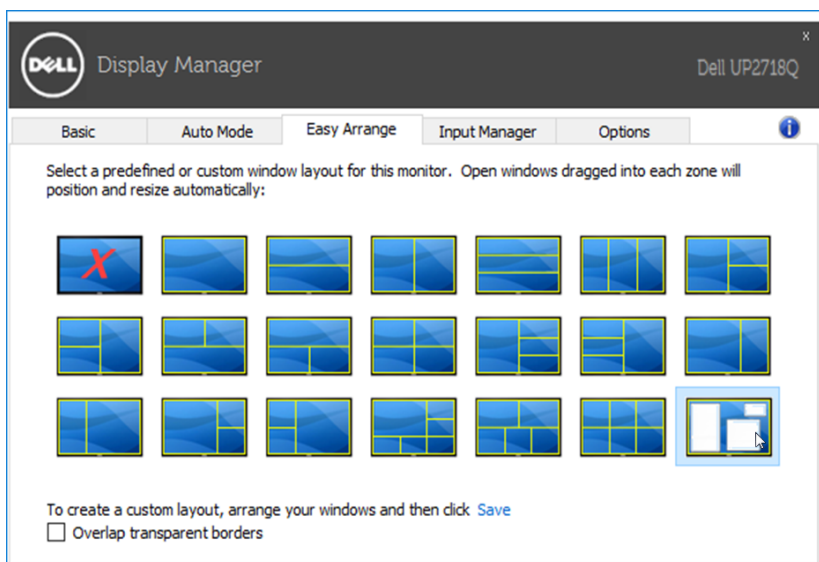 DELL Display Manager
x
Dell UP2718Q
Basic Auto Mode Easy Arrange Input Manager Options
Select a predefined or custom window layout for this monitor. Open windows dragged into each zone will
position and resize automatically:
X
To create a custom layout, arrange your windows and then click Save
Overlap transparent borders